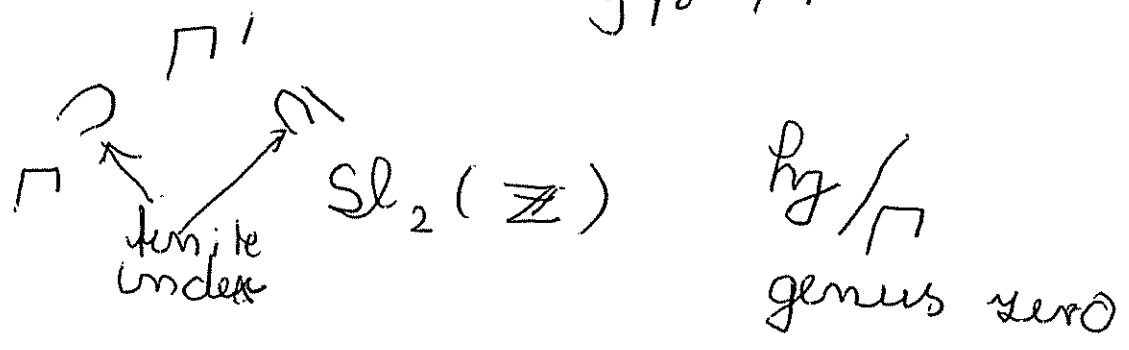 Γ'
⊃ ⊆
Γ Sl₂(ℤ) 𝔥/Γ
finite
index
genus zero